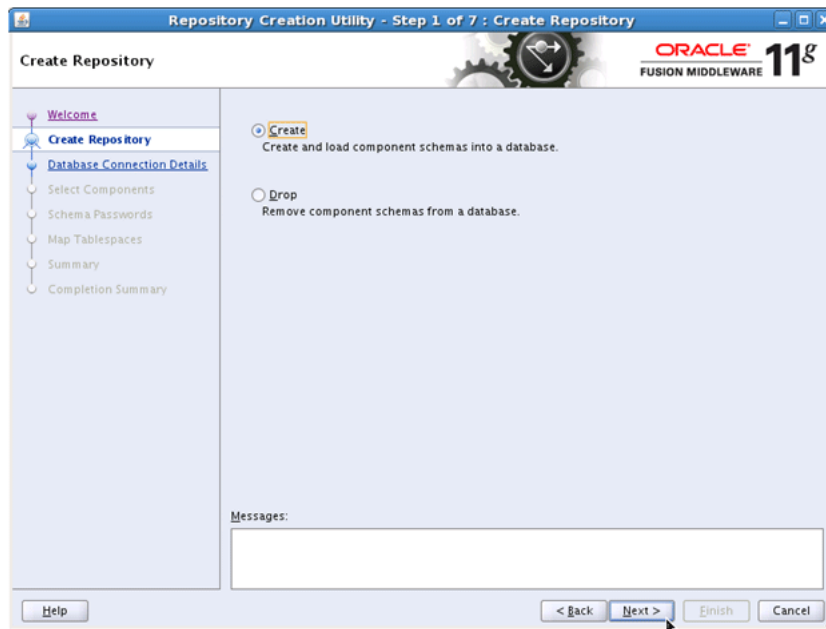 Repository Creation Utility - Step 1 of 7 : Create Repository
Create Repository
ORACLE
FUSION MIDDLEWARE
11g
Welcome
Create Repository
Database Connection Details
Select Components
Schema Passwords
Map Tablespaces
Summary
Completion Summary
Create
Create and load component schemas into a database.
Drop
Remove component schemas from a database.
Messages:
Help
< Back
Next >
Finish
Cancel